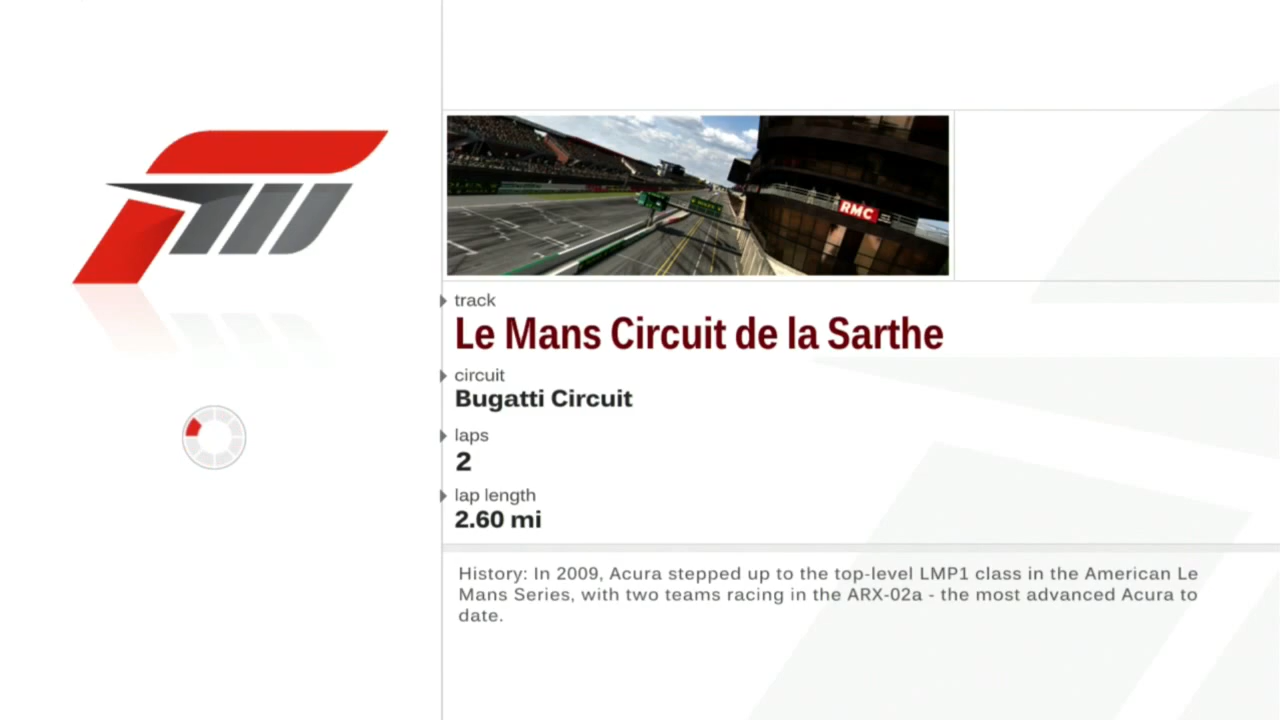 RMC
track
Le Mans Circuit de la Sarthe
circuit
Bugatti Circuit
laps
2
lap length
2.60 mi
History: In 2009, Acura stepped up to the top-level LMP1 class in the American Le
Mans Series, with two teams racing in the ARX-02a - the most advanced Acura to
date.